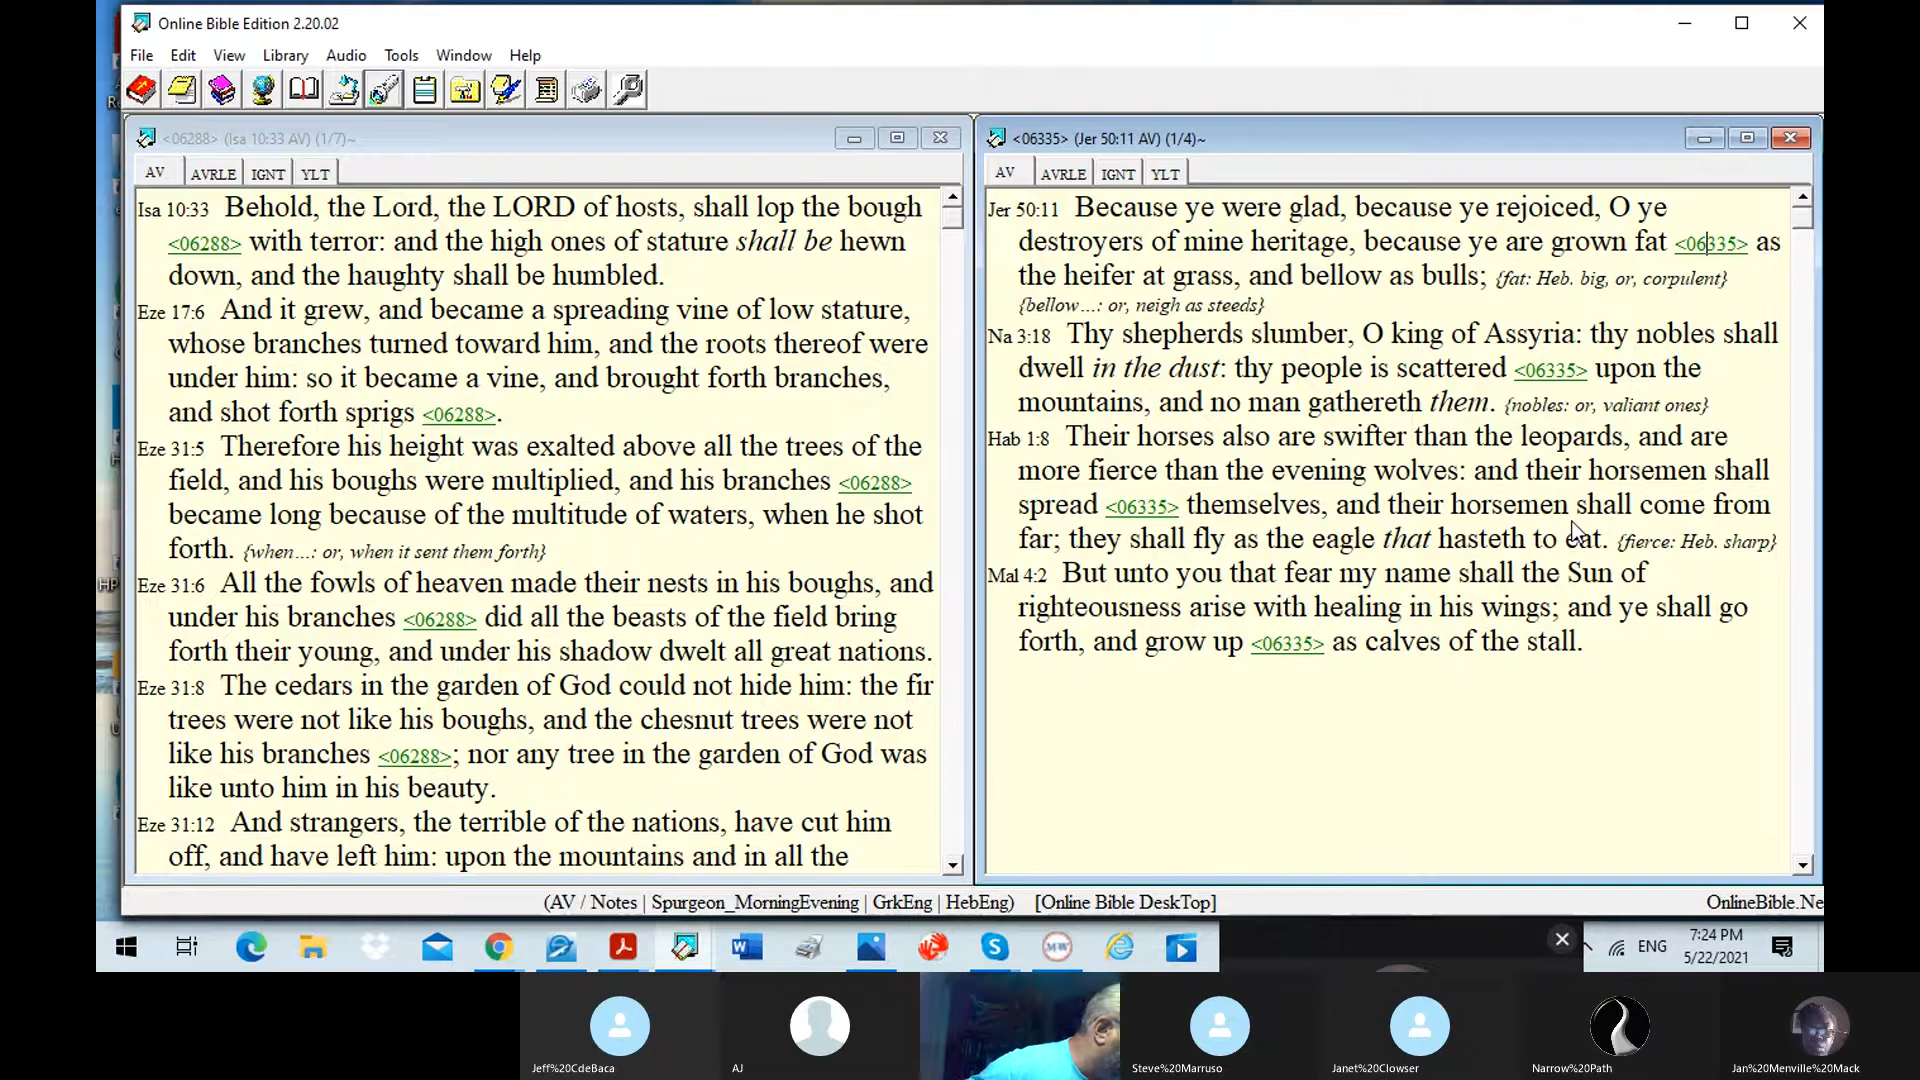 Online Bible Edition 2.20.02
File Edit View Library Audio Tools Window Help
<06288> (Isa 10:33 AV) (1/7)~
AV AVRLE IGNT YLT
Isa 10:33 Behold, the Lord, the LORD of hosts, shall lop the bough
<06288> with terror: and the high ones of stature shall be hewn
down, and the haughty shall be humbled.
Eze 17:6 And it grew, and became a spreading vine of low stature,
whose branches turned toward him, and the roots thereof were
under him: so it became a vine, and brought forth branches,
and shot forth sprigs <06288>.
Eze 31:5 Therefore his height was exalted above all the trees of the
field, and his boughs were multiplied, and his branches <06288>
became long because of the multitude of waters, when he shot
forth. {when…: or, when it sent them forth}
Eze 31:6 All the fowls of heaven made their nests in his boughs, and
under his branches <06288> did all the beasts of the field bring
forth their young, and under his shadow dwelt all great nations.
Eze 31:8 The cedars in the garden of God could not hide him: the fir
trees were not like his boughs, and the chesnut trees were not
like his branches <06288>; nor any tree in the garden of God was
like unto him in his beauty.
Eze 31:12 And strangers, the terrible of the nations, have cut him
off, and have left him: upon the mountains and in all the
<06335> (Jer 50:11 AV) (1/4)~
AV AVRLE IGNT YLT
Jer 50:11 Because ye were glad, because ye rejoiced, O ye
destroyers of mine heritage, because ye are grown fat <06335> as
the heifer at grass, and bellow as bulls; {fat: Heb. big, or, corpulent}
{bellow…: or, neigh as steeds}
Na 3:18 Thy shepherds slumber, O king of Assyria: thy nobles shall
dwell in the dust: thy people is scattered <06335> upon the
mountains, and no man gathereth them. {nobles: or, valiant ones}
Hab 1:8 Their horses also are swifter than the leopards, and are
more fierce than the evening wolves: and their horsemen shall
spread <06335> themselves, and their horsemen shall come from
far; they shall fly as the eagle that hasteth to eat. {fierce: Heb. sharp}
Mal 4:2 But unto you that fear my name shall the Sun of
righteousness arise with healing in his wings; and ye shall go
forth, and grow up <06335> as calves of the stall.
(AV / Notes | Spurgeon_MorningEvening | GrkEng | HebEng) [Online Bible DeskTop]
OnlineBible.Ne
ENG
7:24 PM
5/22/2021
HP
Jeff%20CdeBaca
AJ
Steve%20Marruso
Janet%20Clowser
Narrow%20Path
Jan%20Menville%20Mack